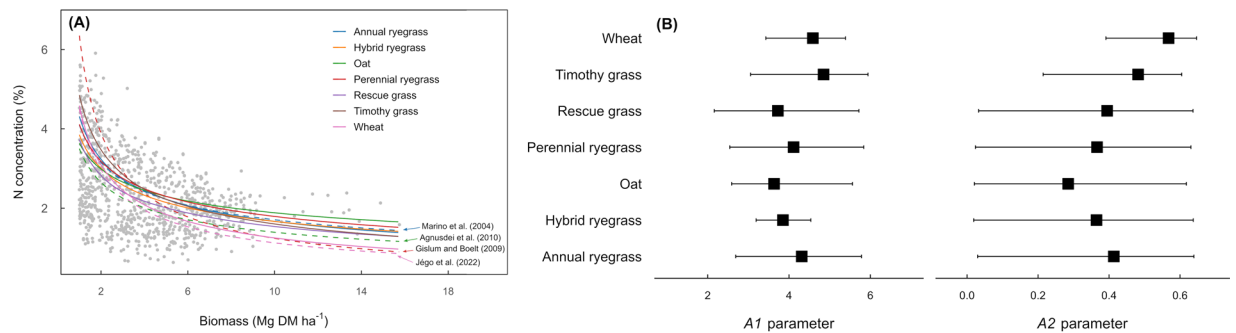 (A)
Annual ryegrass
Hybrid ryegrass
Oat
Perennial ryegrass
Rescue grass
Timothy grass
Wheat
N concentration (%)
6
4
2
Marino et al. (2004)
Agnusdei et al. (2010)
Gislum and Boelt (2009)
Jégo et al. (2022)
2 6 10 14 18
Biomass (Mg DM ha⁻¹)
(B)
Wheat
Timothy grass
Rescue grass
Perennial ryegrass
Oat
Hybrid ryegrass
Annual ryegrass
2 4 6
A1 parameter
0.0 0.2 0.4 0.6
A2 parameter